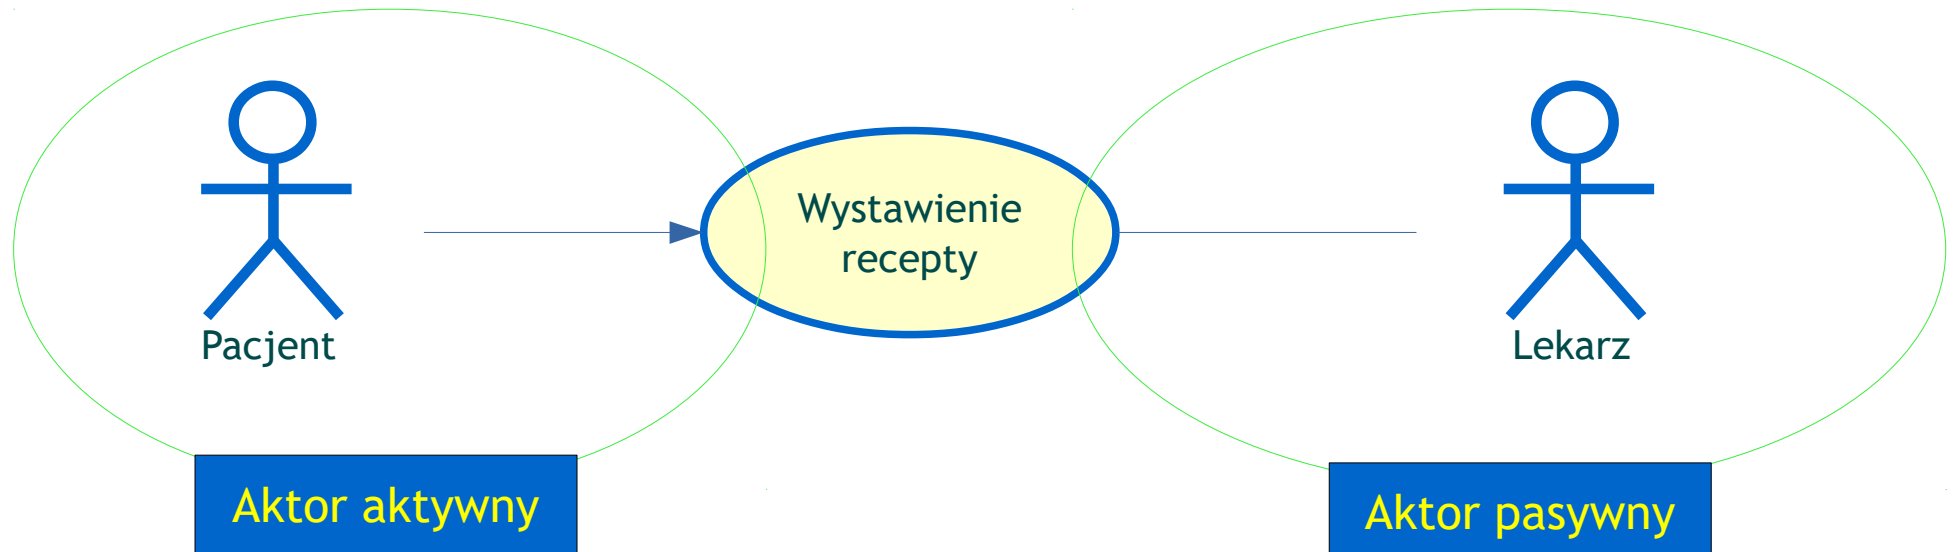 Wystawienie
recepty
Pacjent
Lekarz
Aktor aktywny
Aktor pasywny